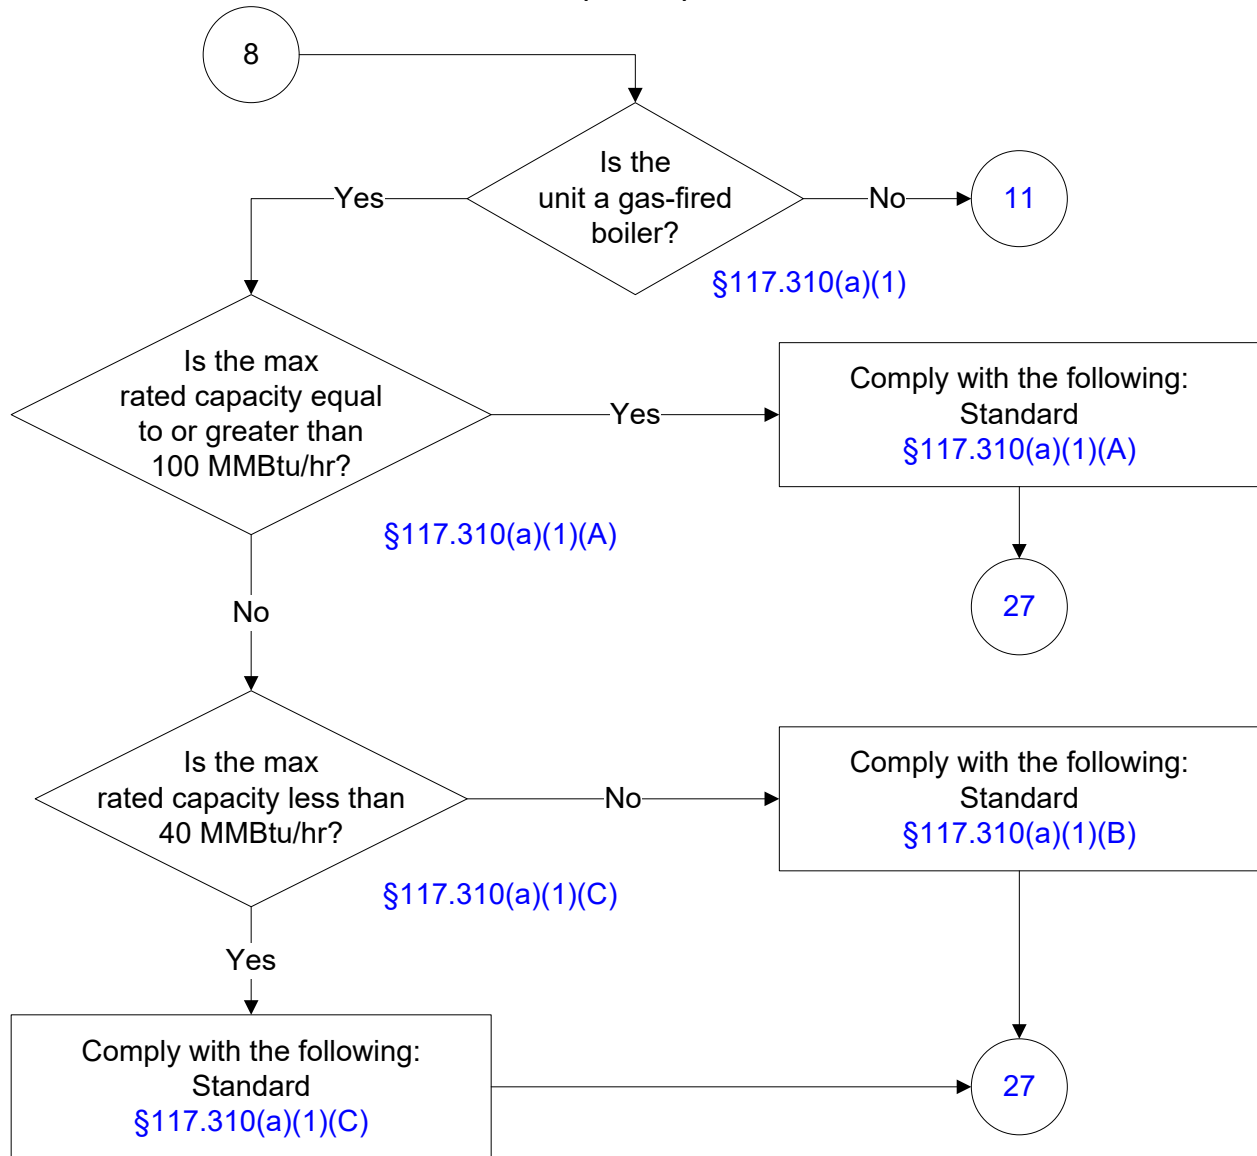 8
Is the
unit a gas-fired
boiler?
Yes
No
11
§117.310(a)(1)
Is the max
rated capacity equal
to or greater than
100 MMBtu/hr?
Yes
Comply with the following:
Standard
§117.310(a)(1)(A)
§117.310(a)(1)(A)
No
27
Is the max
rated capacity less than
40 MMBtu/hr?
No
Comply with the following:
Standard
§117.310(a)(1)(B)
§117.310(a)(1)(C)
Yes
Comply with the following:
Standard
§117.310(a)(1)(C)
27